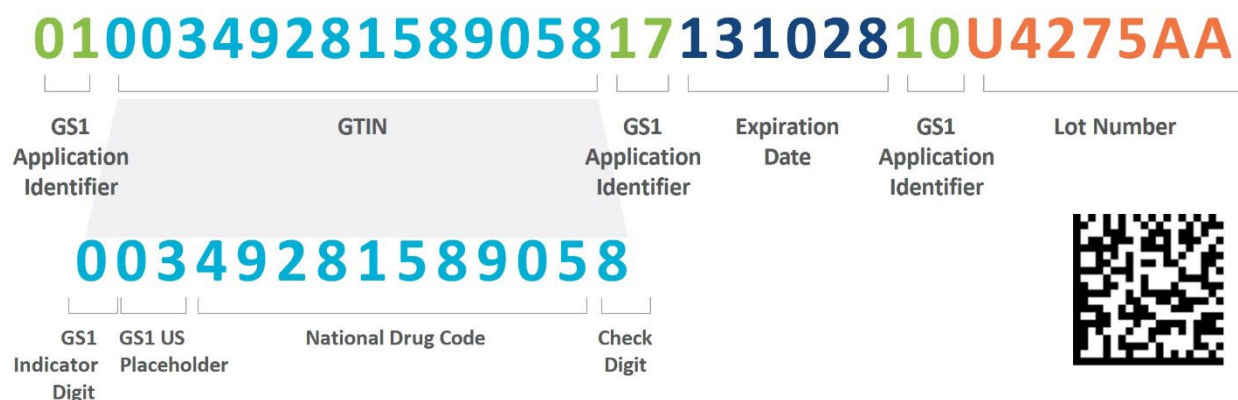 01003492815890581713102810U4275AA
GS1 Application Identifier
GTIN
GS1 Application Identifier
Expiration Date
GS1 Application Identifier
Lot Number
00349281589058
GS1 Indicator Digit
GS1 US Placeholder
National Drug Code
Check Digit